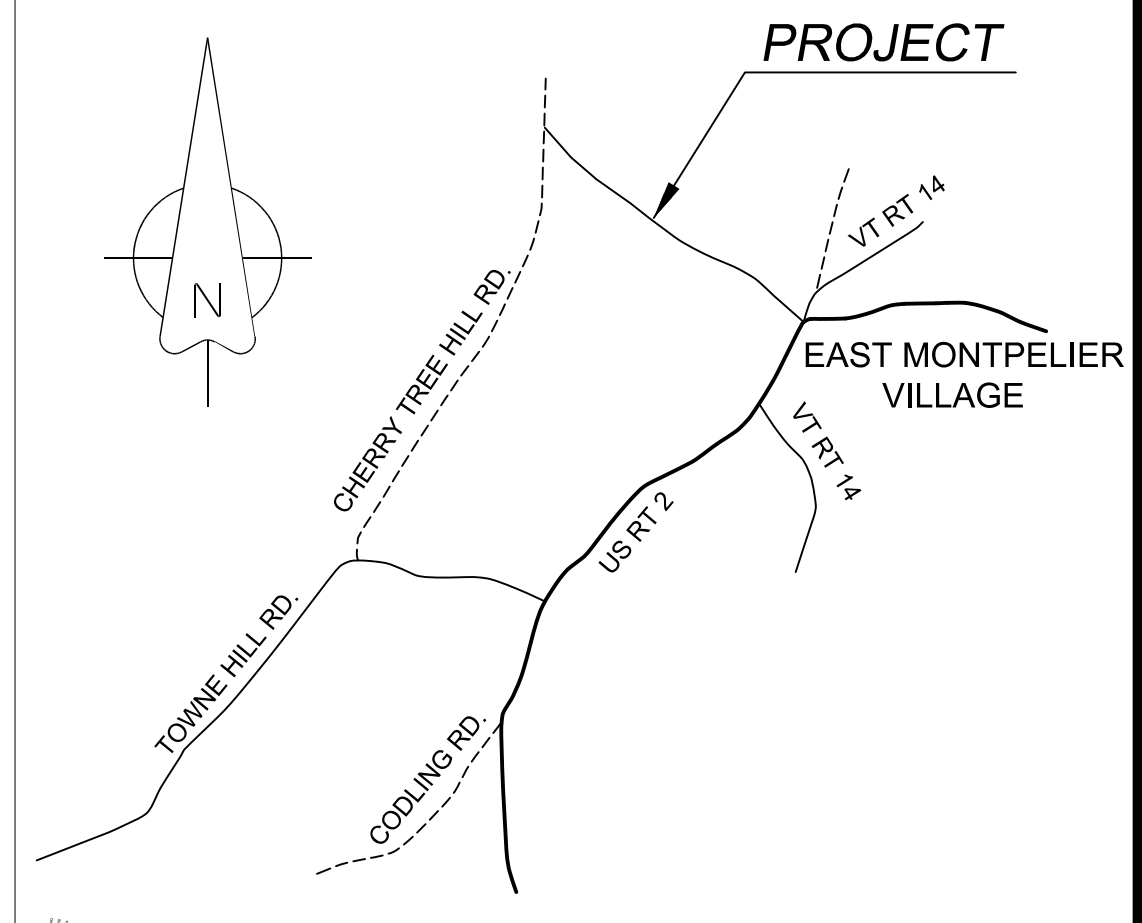 PROJECT
VT RT 14
N
CHERRY TREE HILL RD.
EAST MONTPELIER
VILLAGE
VT RT 14
US RT 2
TOWNE HILL RD.
CODLING RD.